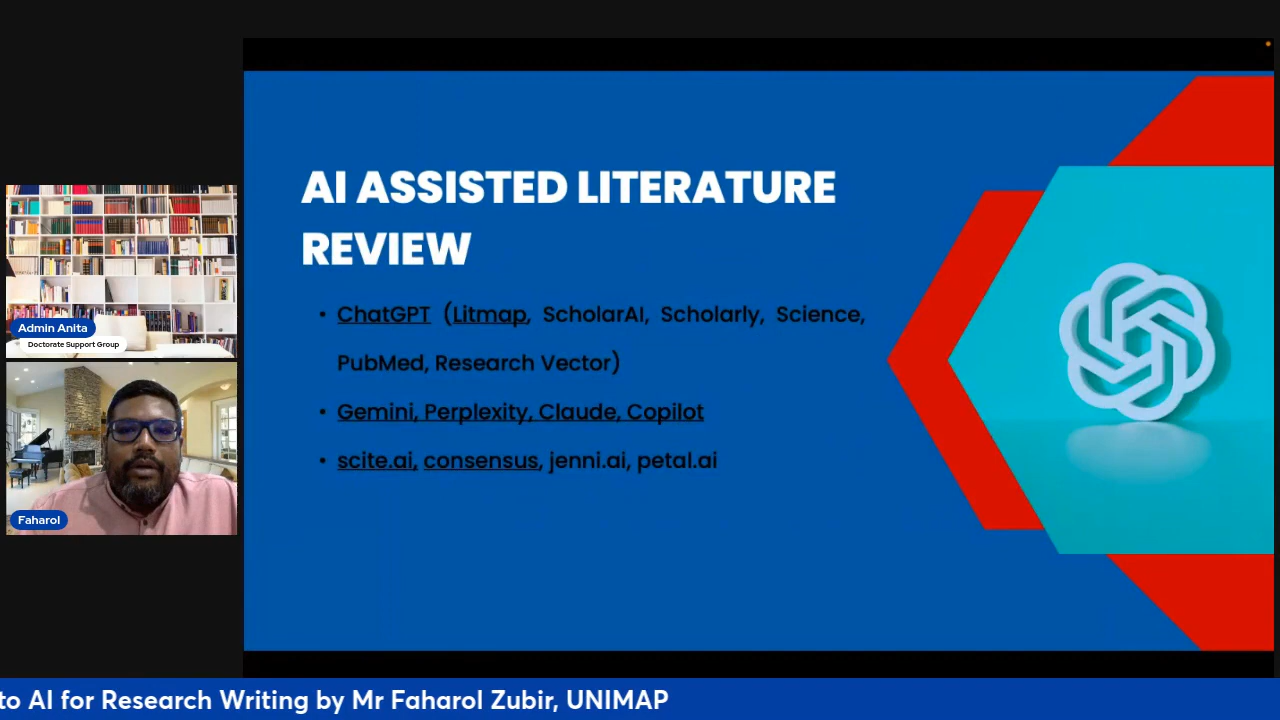 AI ASSISTED LITERATURE
REVIEW
• ChatGPT (Litmap, ScholarAI, Scholarly, Science,
PubMed, Research Vector)
• Gemini, Perplexity, Claude, Copilot
• scite.ai, consensus, jenni.ai, petal.ai
Admin Anita
Doctorate Support Group
Faharol
to AI for Research Writing by Mr Faharol Zubir, UNIMAP